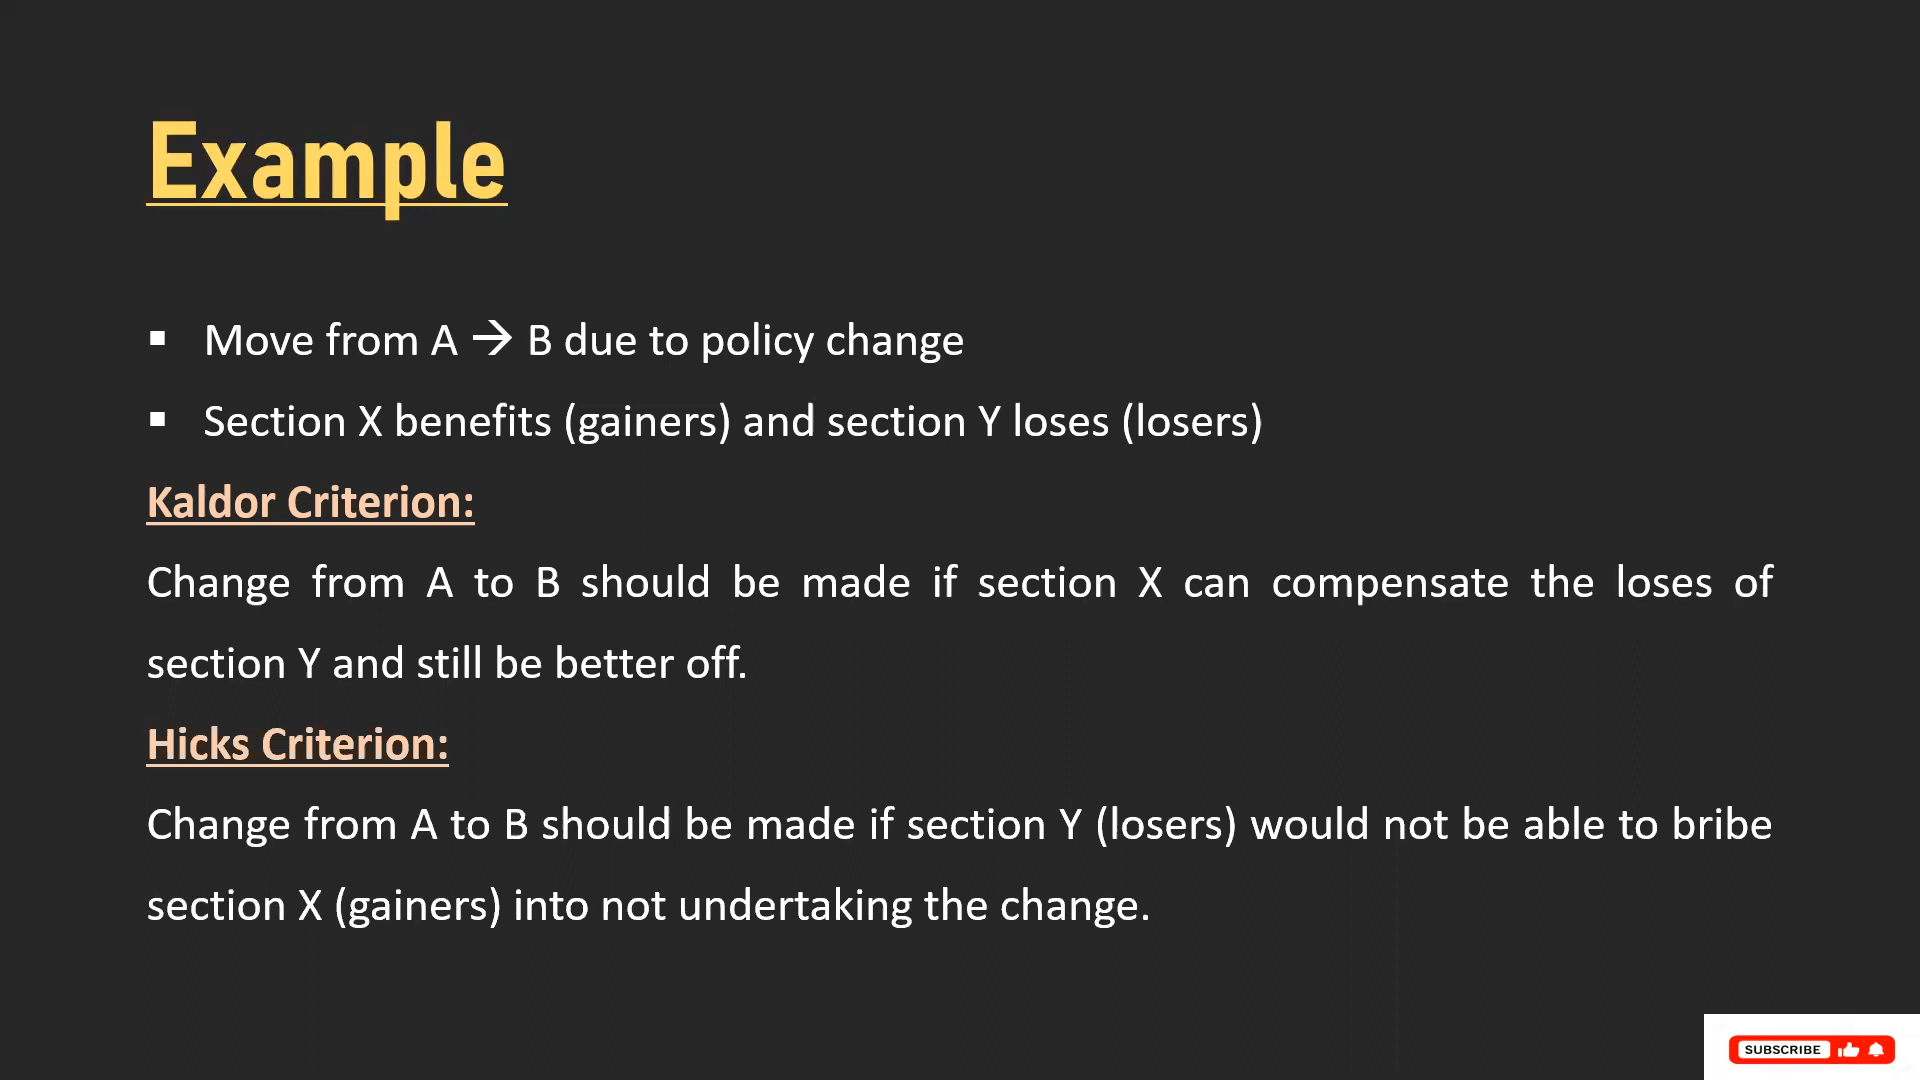 Example
▪ Move from A → B due to policy change
▪ Section X benefits (gainers) and section Y loses (losers)
Kaldor Criterion:
Change from A to B should be made if section X can compensate the loses of
section Y and still be better off.
Hicks Criterion:
Change from A to B should be made if section Y (losers) would not be able to bribe
section X (gainers) into not undertaking the change.
SUBSCRIBE